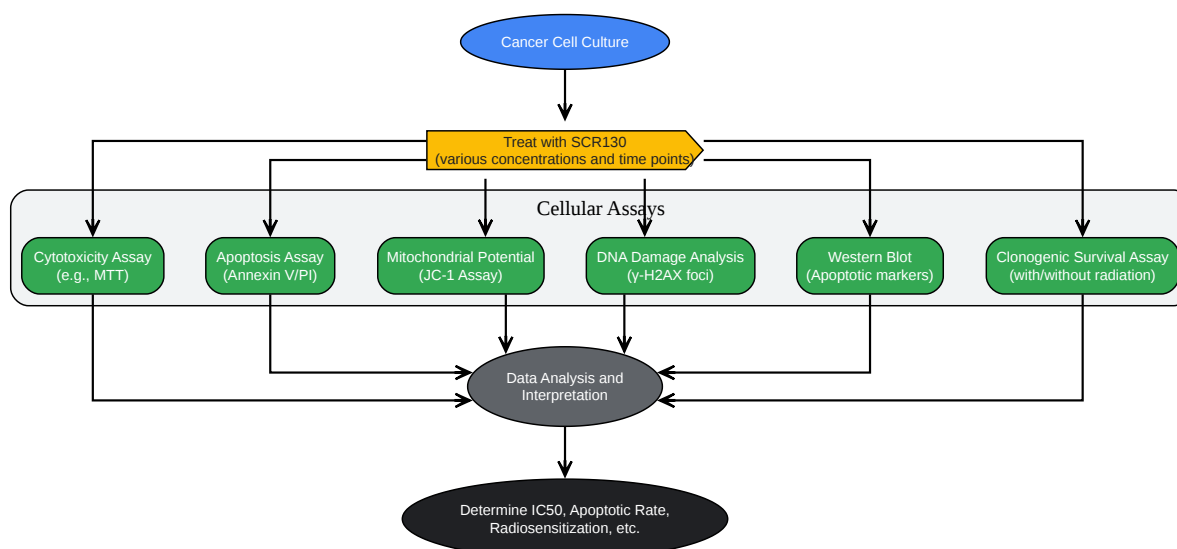 Cancer Cell Culture
Treat with SCR130
(various concentrations and time points)
Cellular Assays
Cytotoxicity Assay
(e.g., MTT)
Apoptosis Assay
(Annexin V/PI)
Mitochondrial Potential
(JC-1 Assay)
DNA Damage Analysis
(γ-H2AX foci)
Western Blot
(Apoptotic markers)
Clonogenic Survival Assay
(with/without radiation)
Data Analysis and
Interpretation
Determine IC50, Apoptotic Rate,
Radiosensitization, etc.